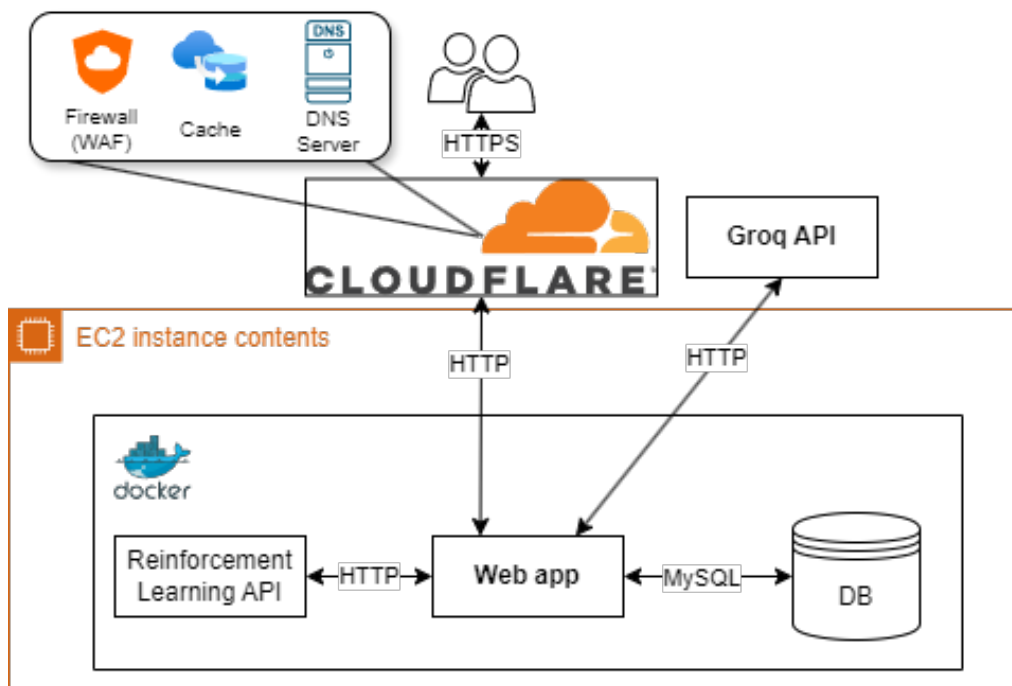 DNS
Firewall
(WAF)
Cache
DNS
Server
HTTPS
CLOUDFLARE
Groq API
EC2 instance contents
HTTP
HTTP
docker
Reinforcement
Learning API
HTTP
Web app
MySQL
DB